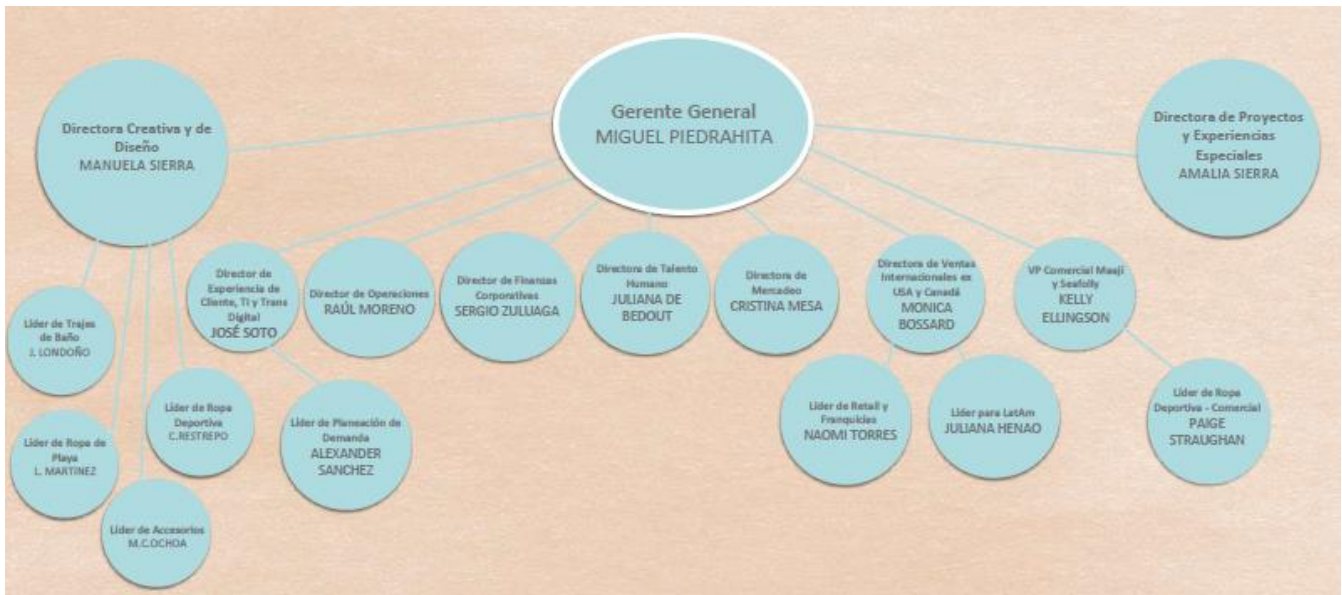 Gerente General
MIGUEL PIEDRAHITA
Directora Creativa y de
Diseño
MANUELA SIERRA
Directora de Proyectos
y Experiencias
Especiales
AMALIA SIERRA
Director de
Experiencia de
Cliente, TI y Trans
Digital
JOSÉ SOTO
Director de Operaciones
RAÚL MORENO
Director de Finanzas
Corporativas
SERGIO ZULUAGA
Directora de Talento
Humano
JULIANA DE
BEDOUT
Directora de
Mercadeo
CRISTINA MESA
Directora de Ventas
Internacionales ex
USA y Canadá
MONICA
BOSSARD
VP Comercial Maaji
y Seafolly
KELLY
ELLINGSON
Líder de Trajes
de Baño
J. LONDOÑO
Líder de Ropa de
Playa
L. MARTINEZ
Líder de Accesorios
M.C.OCHOA
Líder de Ropa
Deportiva
C.RESTREPO
Líder de Planeación de
Demanda
ALEXANDER
SANCHEZ
Líder de Retail y
Franquicias
NAOMI TORRES
Líder para LatAm
JULIANA HENAO
Líder de Ropa
Deportiva - Comercial
PAIGE
STRAUGHAN